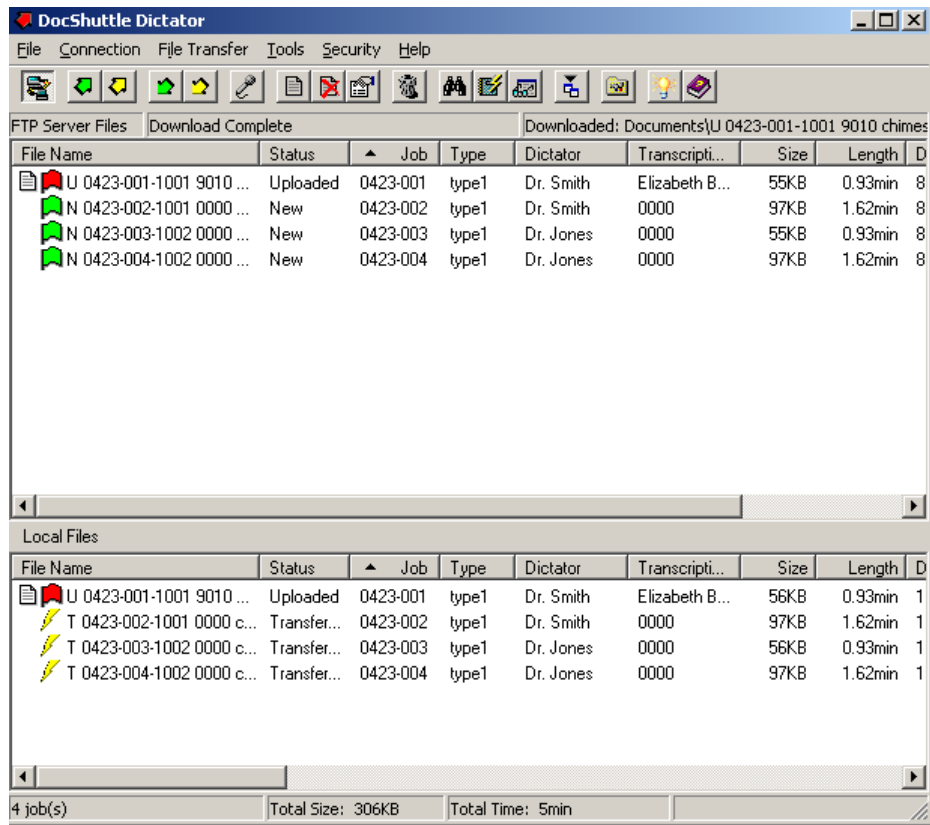 DocShuttle Dictator
File Connection File Transfer Tools Security Help
FTP Server Files Download Complete Downloaded: Documents\U 0423-001-1001 9010 chimes
File Name Status Job Type Dictator Transcripti... Size Length D
U 0423-001-1001 9010 ... Uploaded 0423-001 type1 Dr. Smith Elizabeth B... 55KB 0.93min 8
N 0423-002-1001 0000 ... New 0423-002 type1 Dr. Smith 0000 97KB 1.62min 8
N 0423-003-1002 0000 ... New 0423-003 type1 Dr. Jones 0000 55KB 0.93min 8
N 0423-004-1002 0000 ... New 0423-004 type1 Dr. Jones 0000 97KB 1.62min 8
Local Files
File Name Status Job Type Dictator Transcripti... Size Length D
U 0423-001-1001 9010 ... Uploaded 0423-001 type1 Dr. Smith Elizabeth B... 56KB 0.93min 1
T 0423-002-1001 0000 c... Transfer... 0423-002 type1 Dr. Smith 0000 97KB 1.62min 1
T 0423-003-1002 0000 c... Transfer... 0423-003 type1 Dr. Jones 0000 56KB 0.93min 1
T 0423-004-1002 0000 c... Transfer... 0423-004 type1 Dr. Jones 0000 97KB 1.62min 1
4 job(s) Total Size: 306KB Total Time: 5min